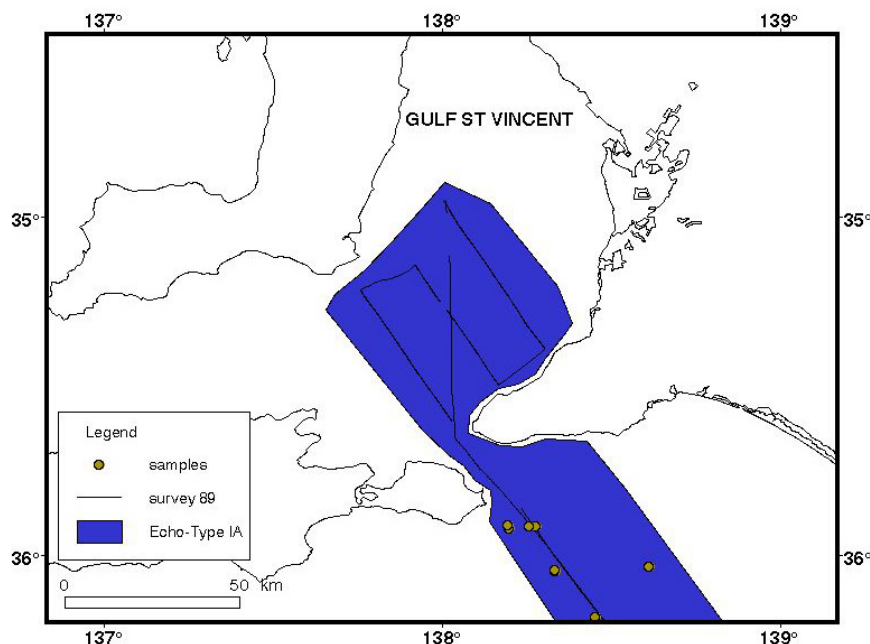 137° 138° 139°
GULF ST VINCENT
35° 35°
Legend
samples
survey 89
Echo-Type IA
36° 36°
0 50 km
137° 138° 139°